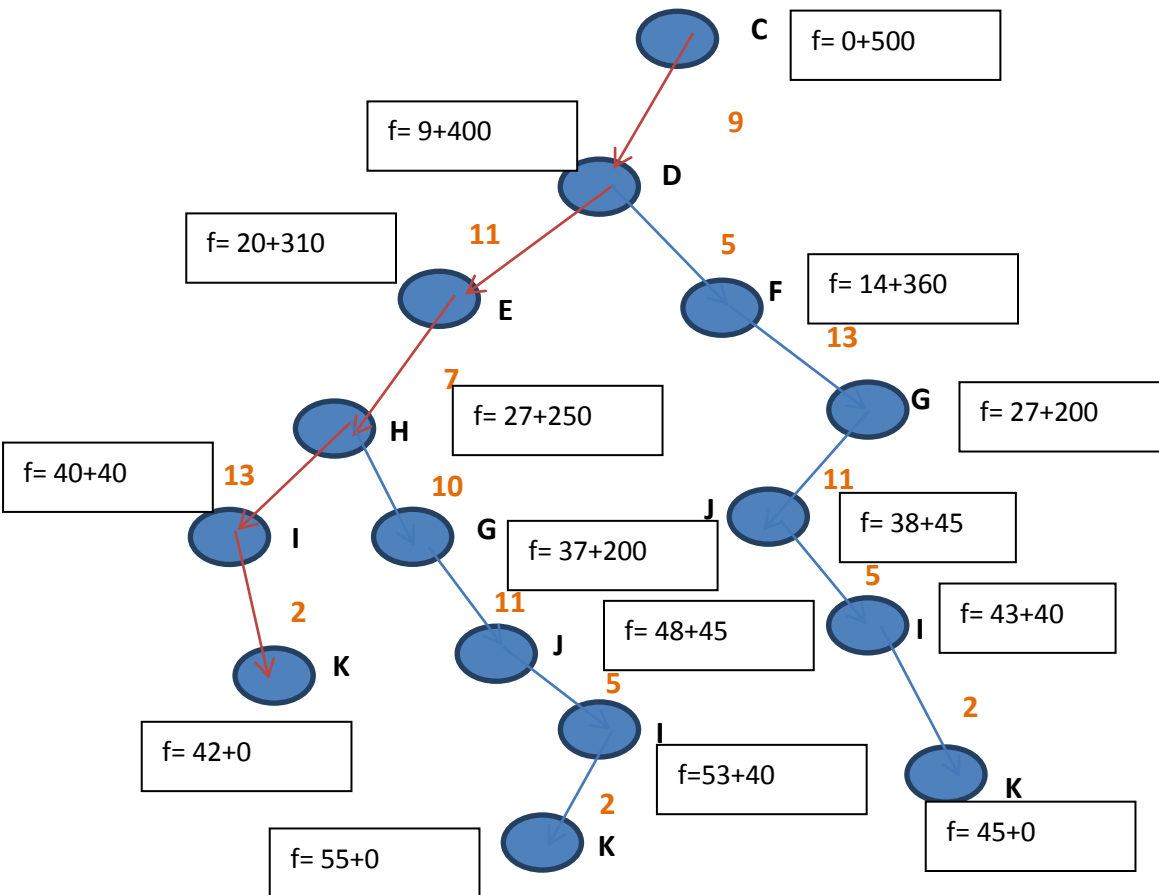 C
f= 0+500
f= 9+400
9
D
f= 20+310
11
5
E
F
f= 14+360
13
7
H
f= 27+250
G
f= 27+200
f= 40+40
13
10
11
I
G
f= 37+200
J
f= 38+45
2
11
5
K
J
f= 48+45
I
f= 43+40
f= 42+0
5
I
f=53+40
2
2
K
K
f= 55+0
f= 45+0